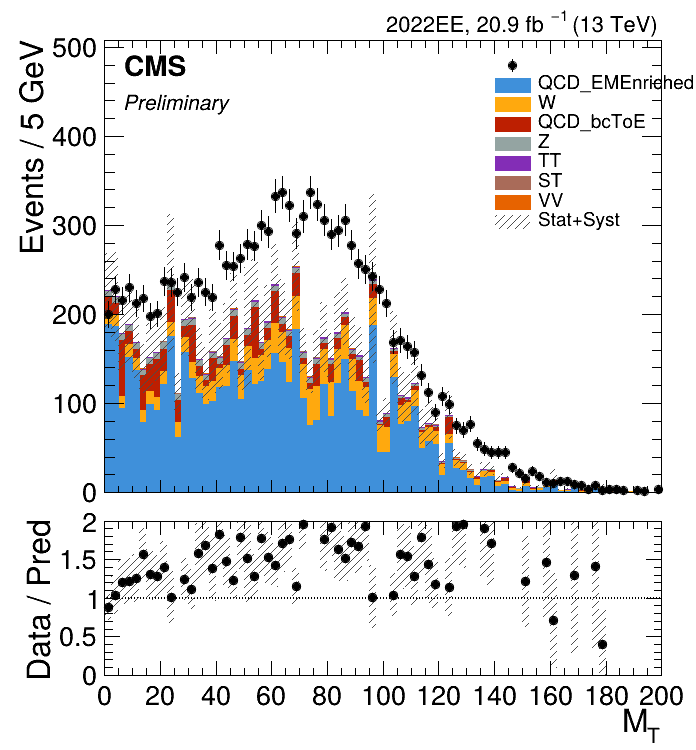 2022EE, 20.9 fb⁻¹ (13 TeV)
CMS
Preliminary
QCD_EMEnriched
W
QCD_bcToE
Z
TT
ST
VV
Stat+Syst
Events / 5 GeV
500
400
300
200
100
0
Data / Pred
2
1.5
1
0.5
0
0 20 40 60 80 100 120 140 160 180 200
M_T